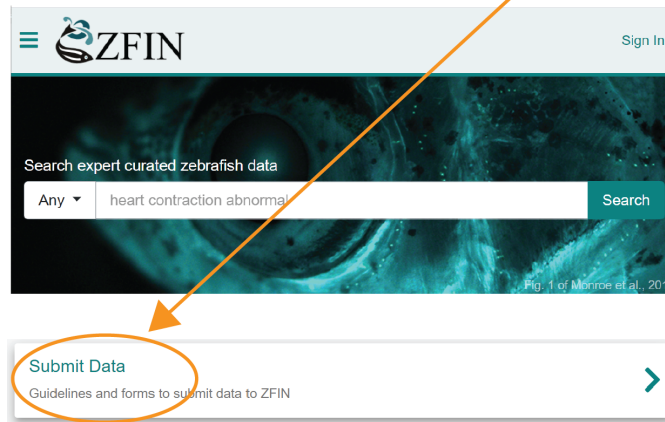 ZFIN
Sign In
Search expert curated zebrafish data
Any
heart contraction abnormal
Search
Fig. 1 of Monroe et al., 201
Submit Data
Guidelines and forms to submit data to ZFIN